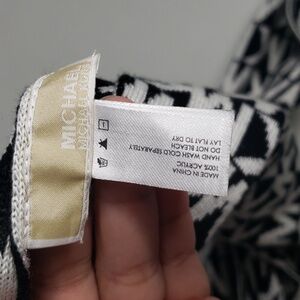 MICHAEL
MICHAEL KORS
MADE IN CHINA
100% ACRYLIC
HAND WASH COLD SEPARATELY
DO NOT BLEACH
LAY FLAT TO DRY